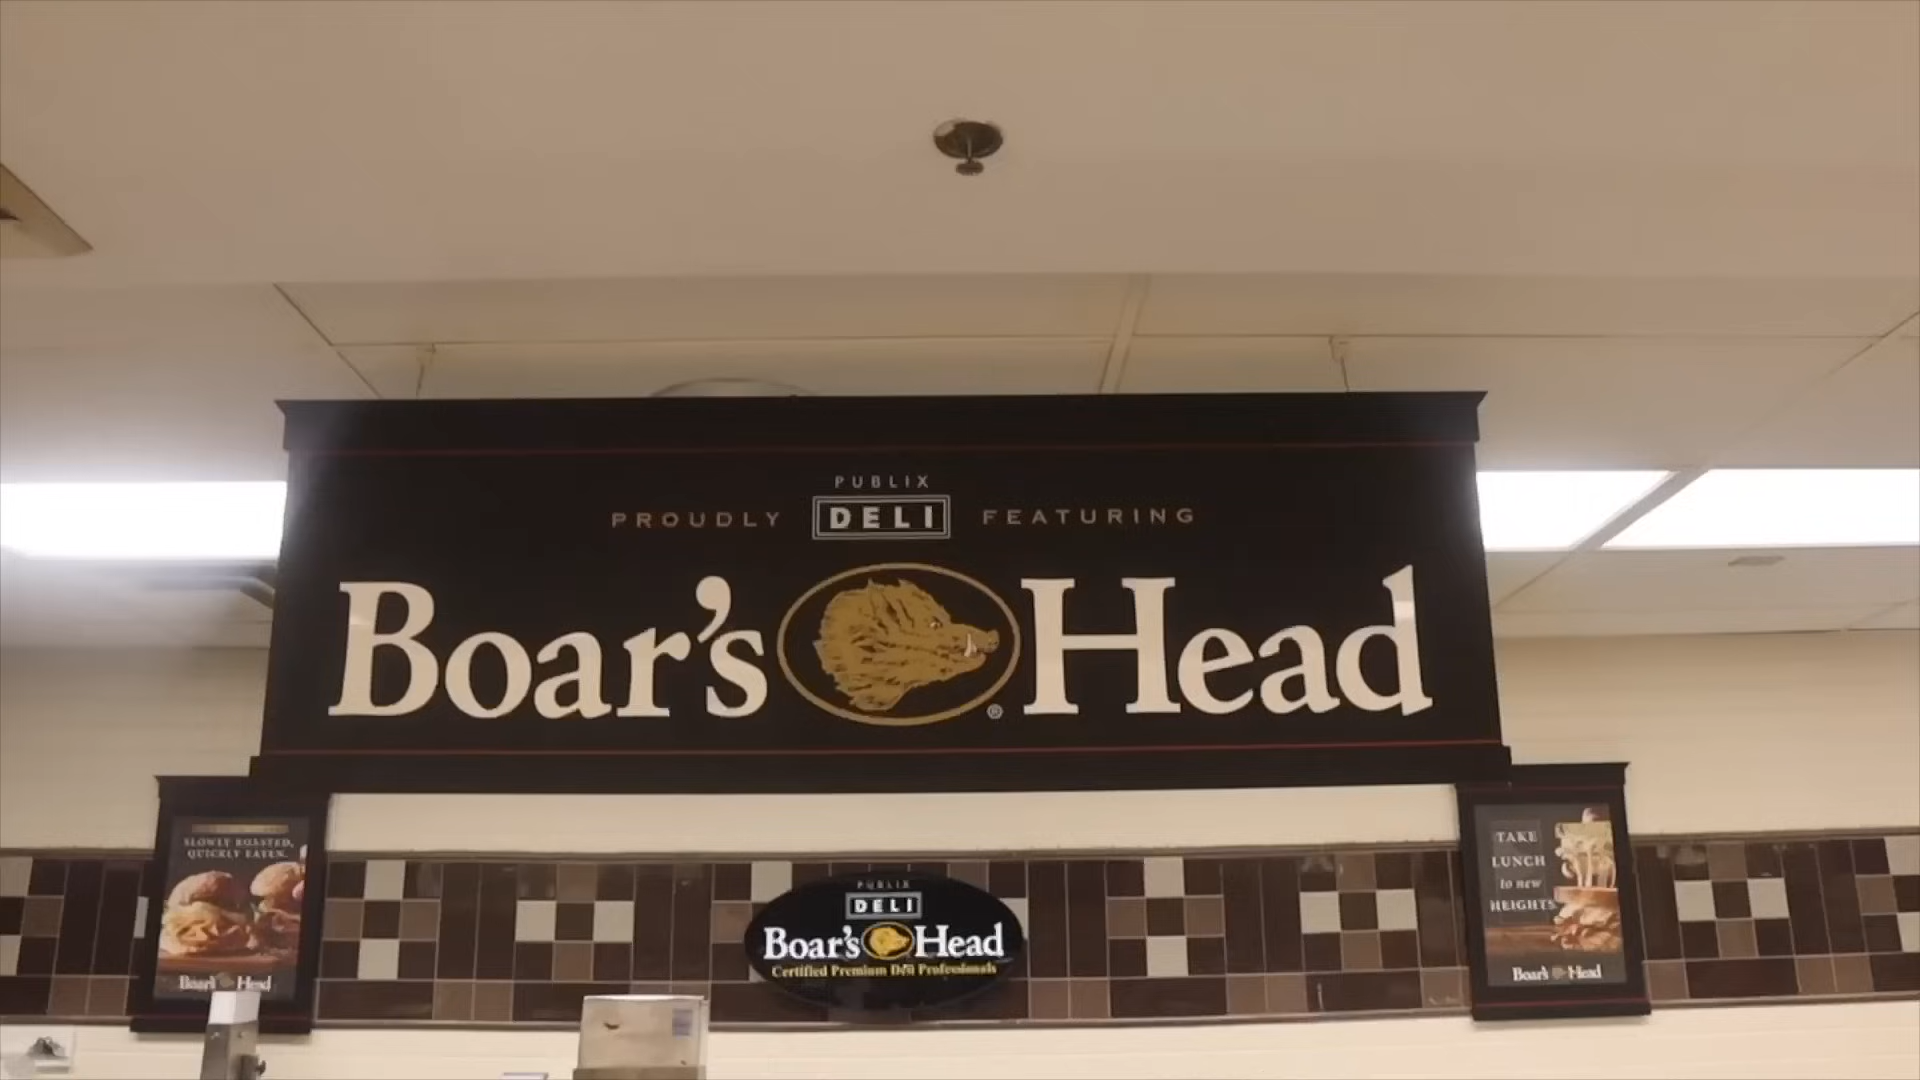 PUBLIX
PROUDLY DELI FEATURING
Boar's Head
®
SLOWLY ROASTED,
QUICKLY EATEN.
Boar's Head
PUBLIX
DELI
Boar's Head
Certified Premium Deli Professionals
TAKE
LUNCH
to new
HEIGHTS
Boar's Head